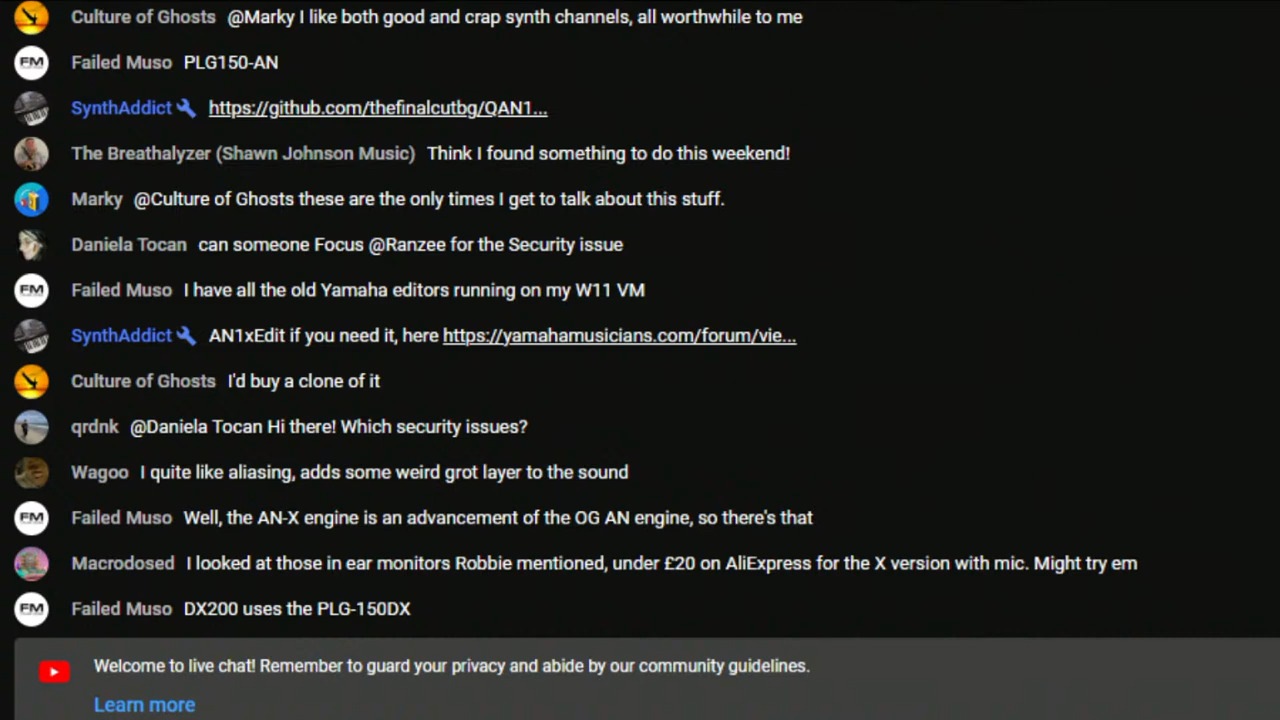 Culture of Ghosts @Marky I like both good and crap synth channels, all worthwhile to me
FM Failed Muso PLG150-AN
SynthAddict https://github.com/thefinalcutbg/QAN1...
The Breathalyzer (Shawn Johnson Music) Think I found something to do this weekend!
Marky @Culture of Ghosts these are the only times I get to talk about this stuff.
Daniela Tocan can someone Focus @Ranzee for the Security issue
FM Failed Muso I have all the old Yamaha editors running on my W11 VM
SynthAddict AN1xEdit if you need it, here https://yamahamusicians.com/forum/vie...
Culture of Ghosts I'd buy a clone of it
qrdnk @Daniela Tocan Hi there! Which security issues?
Wagoo I quite like aliasing, adds some weird grot layer to the sound
FM Failed Muso Well, the AN-X engine is an advancement of the OG AN engine, so there's that
Macrodosed I looked at those in ear monitors Robbie mentioned, under £20 on AliExpress for the X version with mic. Might try em
FM Failed Muso DX200 uses the PLG-150DX
Welcome to live chat! Remember to guard your privacy and abide by our community guidelines.
Learn more